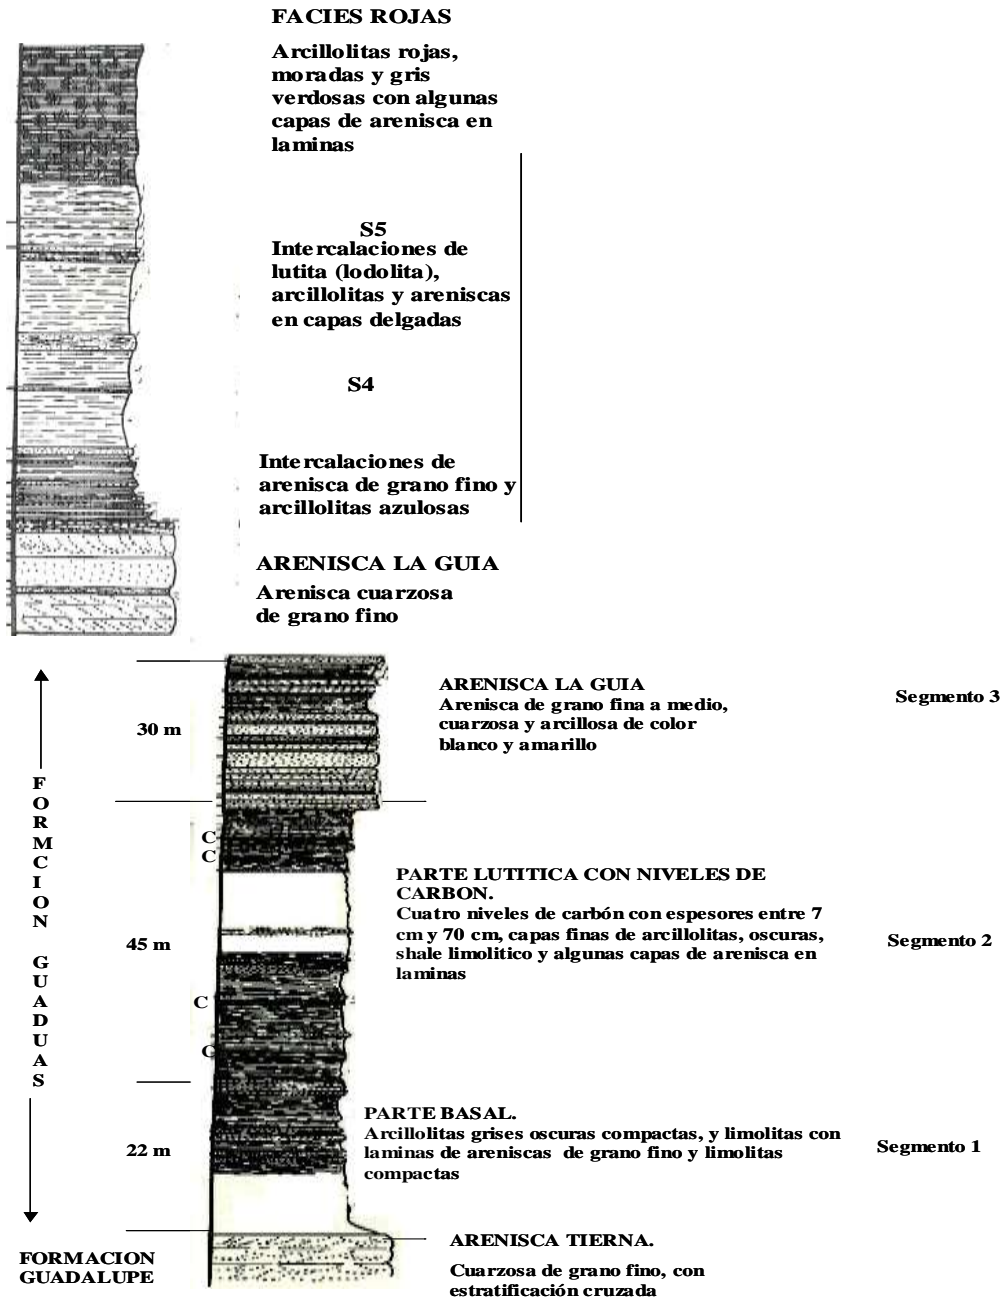 FACIES ROJAS
Arcillolitas rojas,
moradas y gris
verdosas con algunas
capas de arenisca en
laminas
S5
Intercalaciones de
lutita (lodolita),
arcillolitas y areniscas
en capas delgadas
S4
Intercalaciones de
arenisca de grano fino y
arcillolitas azulosas
ARENISCA LA GUIA
Arenisca cuarzosa
de grano fino
FORMCION GUADUAS
30 m
ARENISCA LA GUIA
Arenisca de grano fina a medio,
cuarzosa y arcillosa de color
blanco y amarillo
Segmento 3
C
C
45 m
PARTE LUTITICA CON NIVELES DE
CARBON.
Cuatro niveles de carbón con espesores entre 7
cm y 70 cm, capas finas de arcillolitas, oscuras,
shale limolitico y algunas capas de arenisca en
laminas
Segmento 2
C
C
22 m
PARTE BASAL.
Arcillolitas grises oscuras compactas, y limolitas con
laminas de areniscas de grano fino y limolitas
compactas
Segmento 1
FORMACION
GUADALUPE
ARENISCA TIERNA.
Cuarzosa de grano fino, con
estratificación cruzada